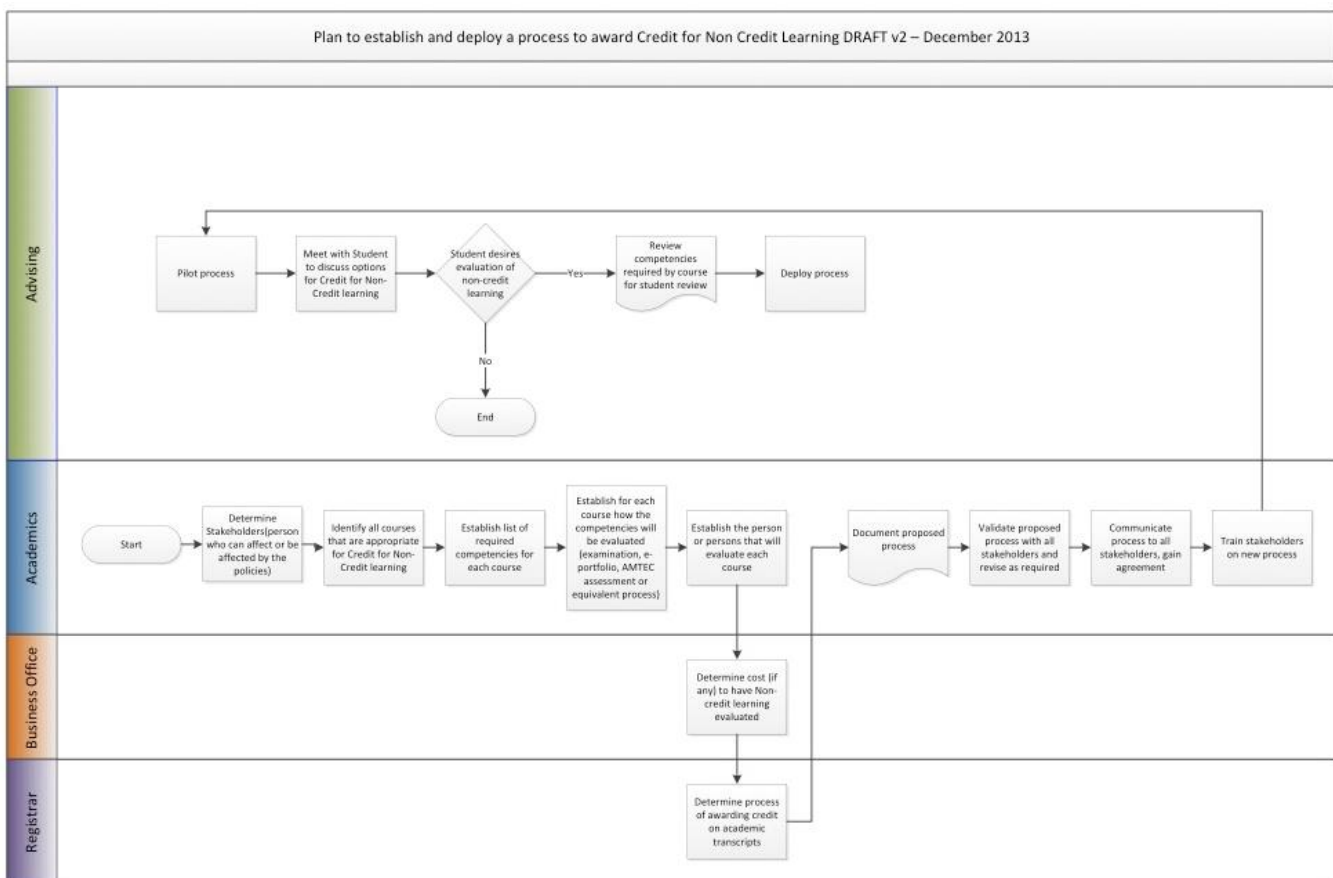 Plan to establish and deploy a process to award Credit for Non Credit Learning DRAFT v2 – December 2013
Advising
Pilot process
Meet with Student
to discuss options
for Credit for Non-
Credit learning
Student desires
evaluation of
non-credit
learning
Yes
Review
competencies
required by course
for student review
Deploy process
No
End
Academics
Start
Determine
Stakeholders(person
who can affect or be
affected by the
policies)
Identify all courses
that are appropriate
for Credit for Non-
Credit learning
Establish list of
required
competencies for
each course
Establish for each
course how the
competencies will
be evaluated
(examination, e-
portfolio, AMTEC
assessment or
equivalent process)
Establish the person
or persons that will
evaluate each
course
Document proposed
process
Validate proposed
process with all
stakeholders and
revise as required
Communicate
process to all
stakeholders, gain
agreement
Train stakeholders
on new process
Business Office
Determine cost (if
any) to have Non-
credit learning
evaluated
Registrar
Determine process
of awarding credit
on academic
transcripts